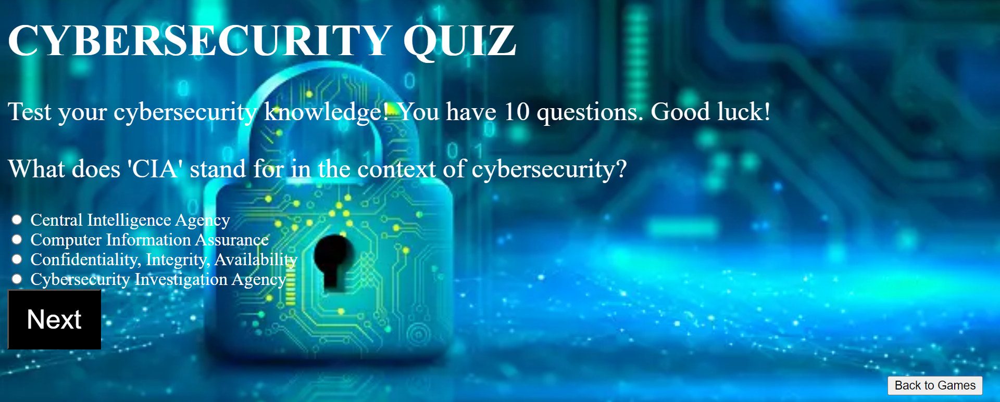 CYBERSECURITY QUIZ
Test your cybersecurity knowledge! You have 10 questions. Good luck!
What does 'CIA' stand for in the context of cybersecurity?
Central Intelligence Agency
Computer Information Assurance
Confidentiality, Integrity, Availability
Cybersecurity Investigation Agency
Next
Back to Games